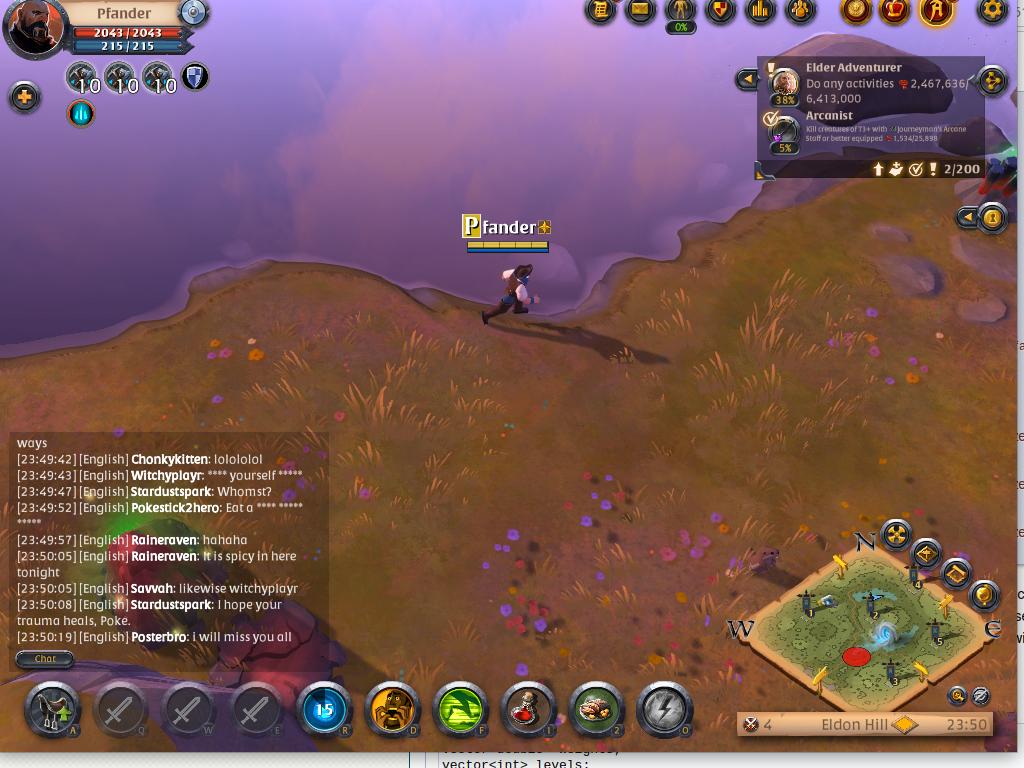 Pfander
2043 / 2043
215 / 215
10 10 10
0%
Elder Adventurer
Do any activities 2,467,636/
6,413,000
38%
Arcanist
Kill creatures of T3+ with Journeyman's Arcane
Staff or better equipped 1,534/25,898
5%
2/200
Pfander
ways
[23:49:42] [English] Chonkykitten: lolololol
[23:49:43] [English] Witchyplayr: **** yourself *****
[23:49:47] [English] Stardustspark: Whomst?
[23:49:52] [English] Pokestick2hero: Eat a **** *****
*****
[23:49:57] [English] Raineraven: hahaha
[23:50:05] [English] Raineraven: It is spicy in here
tonight
[23:50:05] [English] Savvah: likewise witchyplayr
[23:50:08] [English] Stardustspark: I hope your
trauma heals, Poke.
[23:50:19] [English] Posterbro: i will miss you all
Chat
N
W
E
1
2
3
4
5
15
A
Q
W
E
R
D
F
1
2
O
4
Eldon Hill
23:50
vector<int> levels;